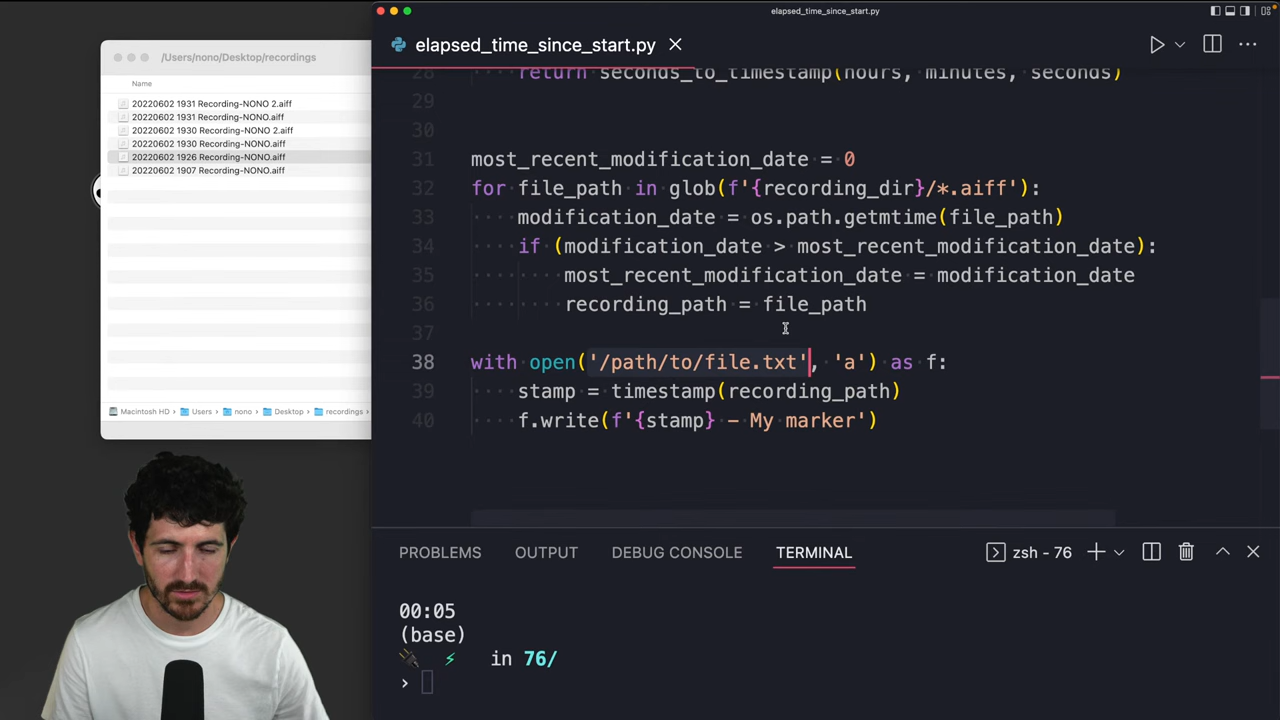 elapsed_time_since_start.py
/Users/nono/Desktop/recordings
Name
20220602 1931 Recording-NONO 2.aiff
20220602 1931 Recording-NONO.aiff
20220602 1930 Recording-NONO 2.aiff
20220602 1930 Recording-NONO.aiff
20220602 1926 Recording-NONO.aiff
20220602 1907 Recording-NONO.aiff
Macintosh HD › Users › nono › Desktop › recordings ›
elapsed_time_since_start.py
28 return seconds_to_timestamp(hours, minutes, seconds)
29
30
31 most_recent_modification_date = 0
32 for file_path in glob(f'{recording_dir}/*.aiff'):
33 modification_date = os.path.getmtime(file_path)
34 if (modification_date > most_recent_modification_date):
35 most_recent_modification_date = modification_date
36 recording_path = file_path
37
38 with open('/path/to/file.txt', 'a') as f:
39 stamp = timestamp(recording_path)
40 f.write(f'{stamp} - My marker')
PROBLEMS OUTPUT DEBUG CONSOLE TERMINAL zsh - 76
00:05
(base)
in 76/
›